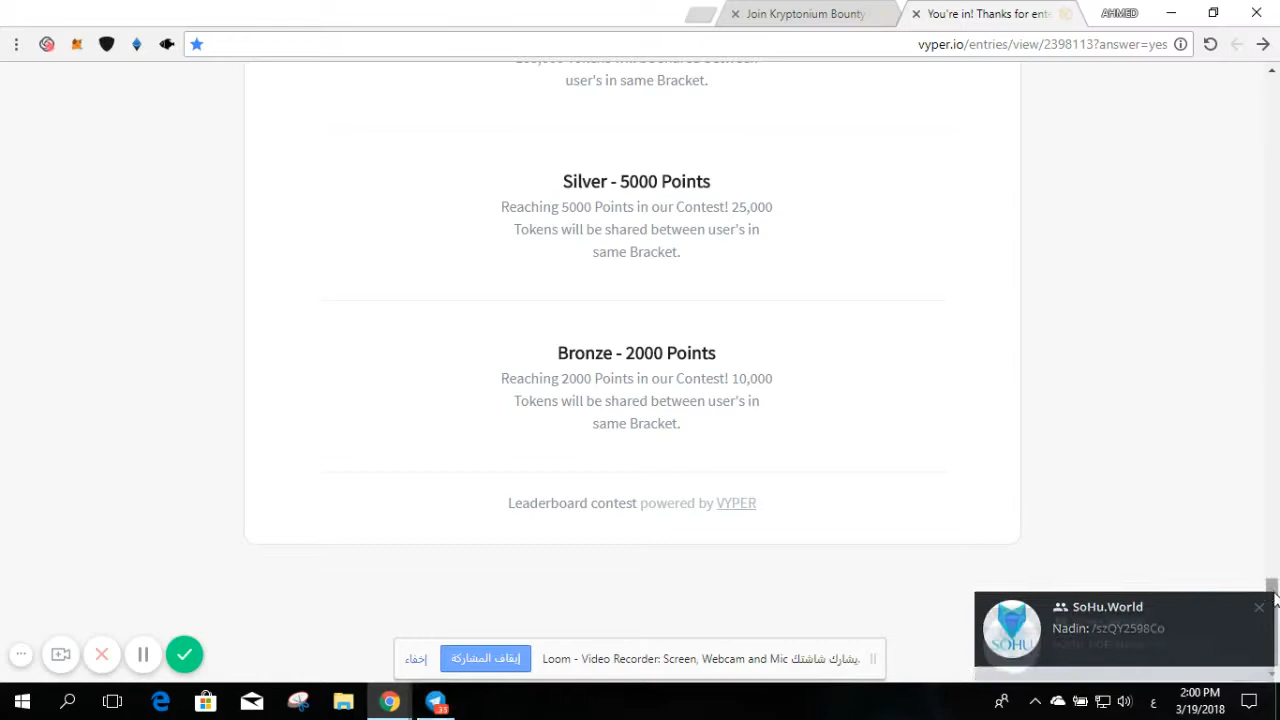 Join Kryptonium Bounty
You're in! Thanks for ente
AHMED
vyper.io/entries/view/2398113?answer=yes
user's in same Bracket.
Silver - 5000 Points
Reaching 5000 Points in our Contest! 25,000
Tokens will be shared between user's in
same Bracket.
Bronze - 2000 Points
Reaching 2000 Points in our Contest! 10,000
Tokens will be shared between user's in
same Bracket.
Leaderboard contest powered by VYPER
SoHu.World
Nadin: /szQY2598Co
SOHU
يشارك شاشتك Loom - Video Recorder: Screen, Webcam and Mic.
إيقاف المشاركة
إخفاء
35
ع
2:00 PM
3/19/2018